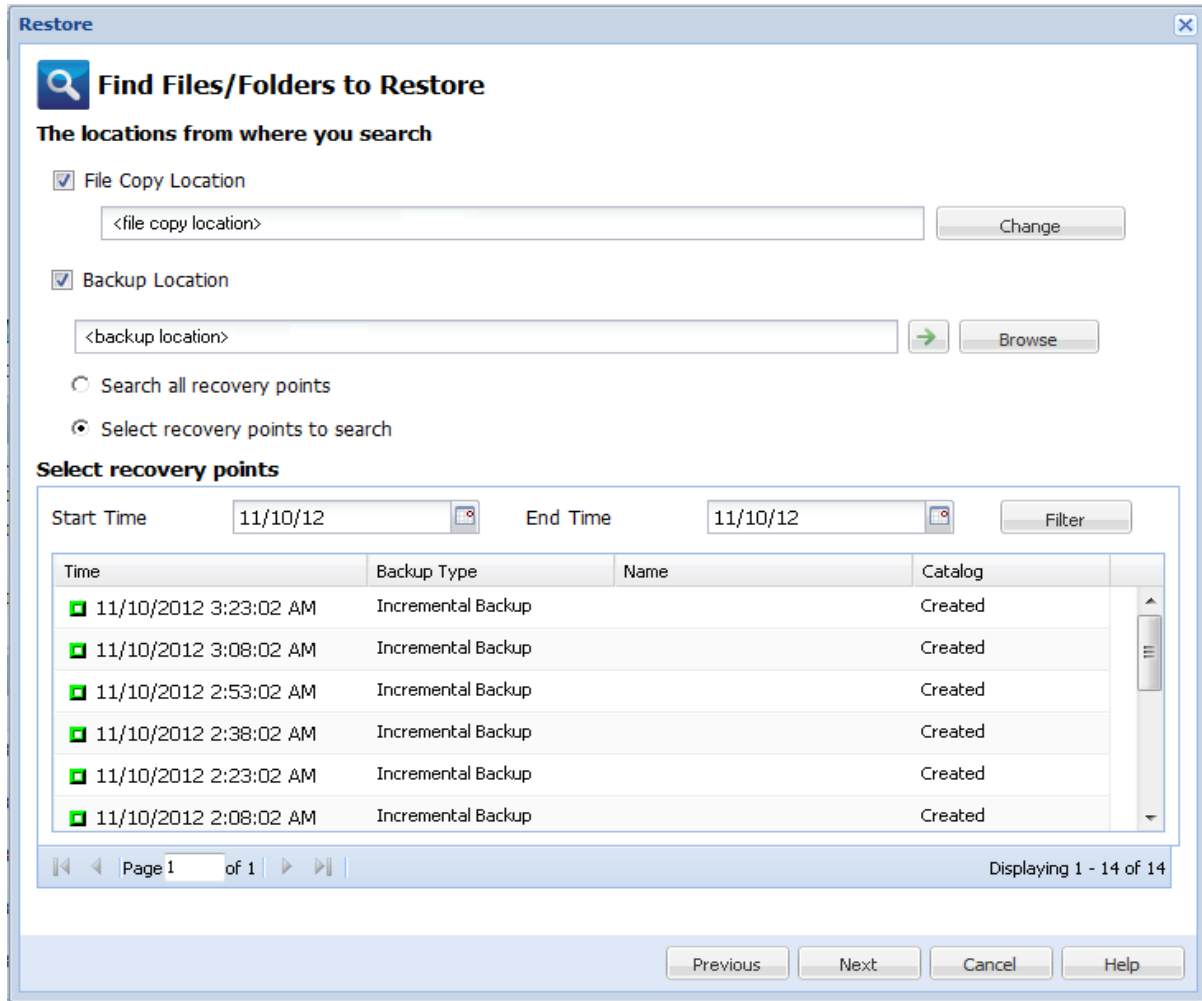 Restore
Find Files/Folders to Restore
The locations from where you search
File Copy Location
<file copy location>
Change
Backup Location
<backup location>
Browse
Search all recovery points
Select recovery points to search
Select recovery points
Start Time 11/10/12 End Time 11/10/12 Filter
Time Backup Type Name Catalog
11/10/2012 3:23:02 AM Incremental Backup Created
11/10/2012 3:08:02 AM Incremental Backup Created
11/10/2012 2:53:02 AM Incremental Backup Created
11/10/2012 2:38:02 AM Incremental Backup Created
11/10/2012 2:23:02 AM Incremental Backup Created
11/10/2012 2:08:02 AM Incremental Backup Created
Page 1 of 1 Displaying 1 - 14 of 14
Previous Next Cancel Help